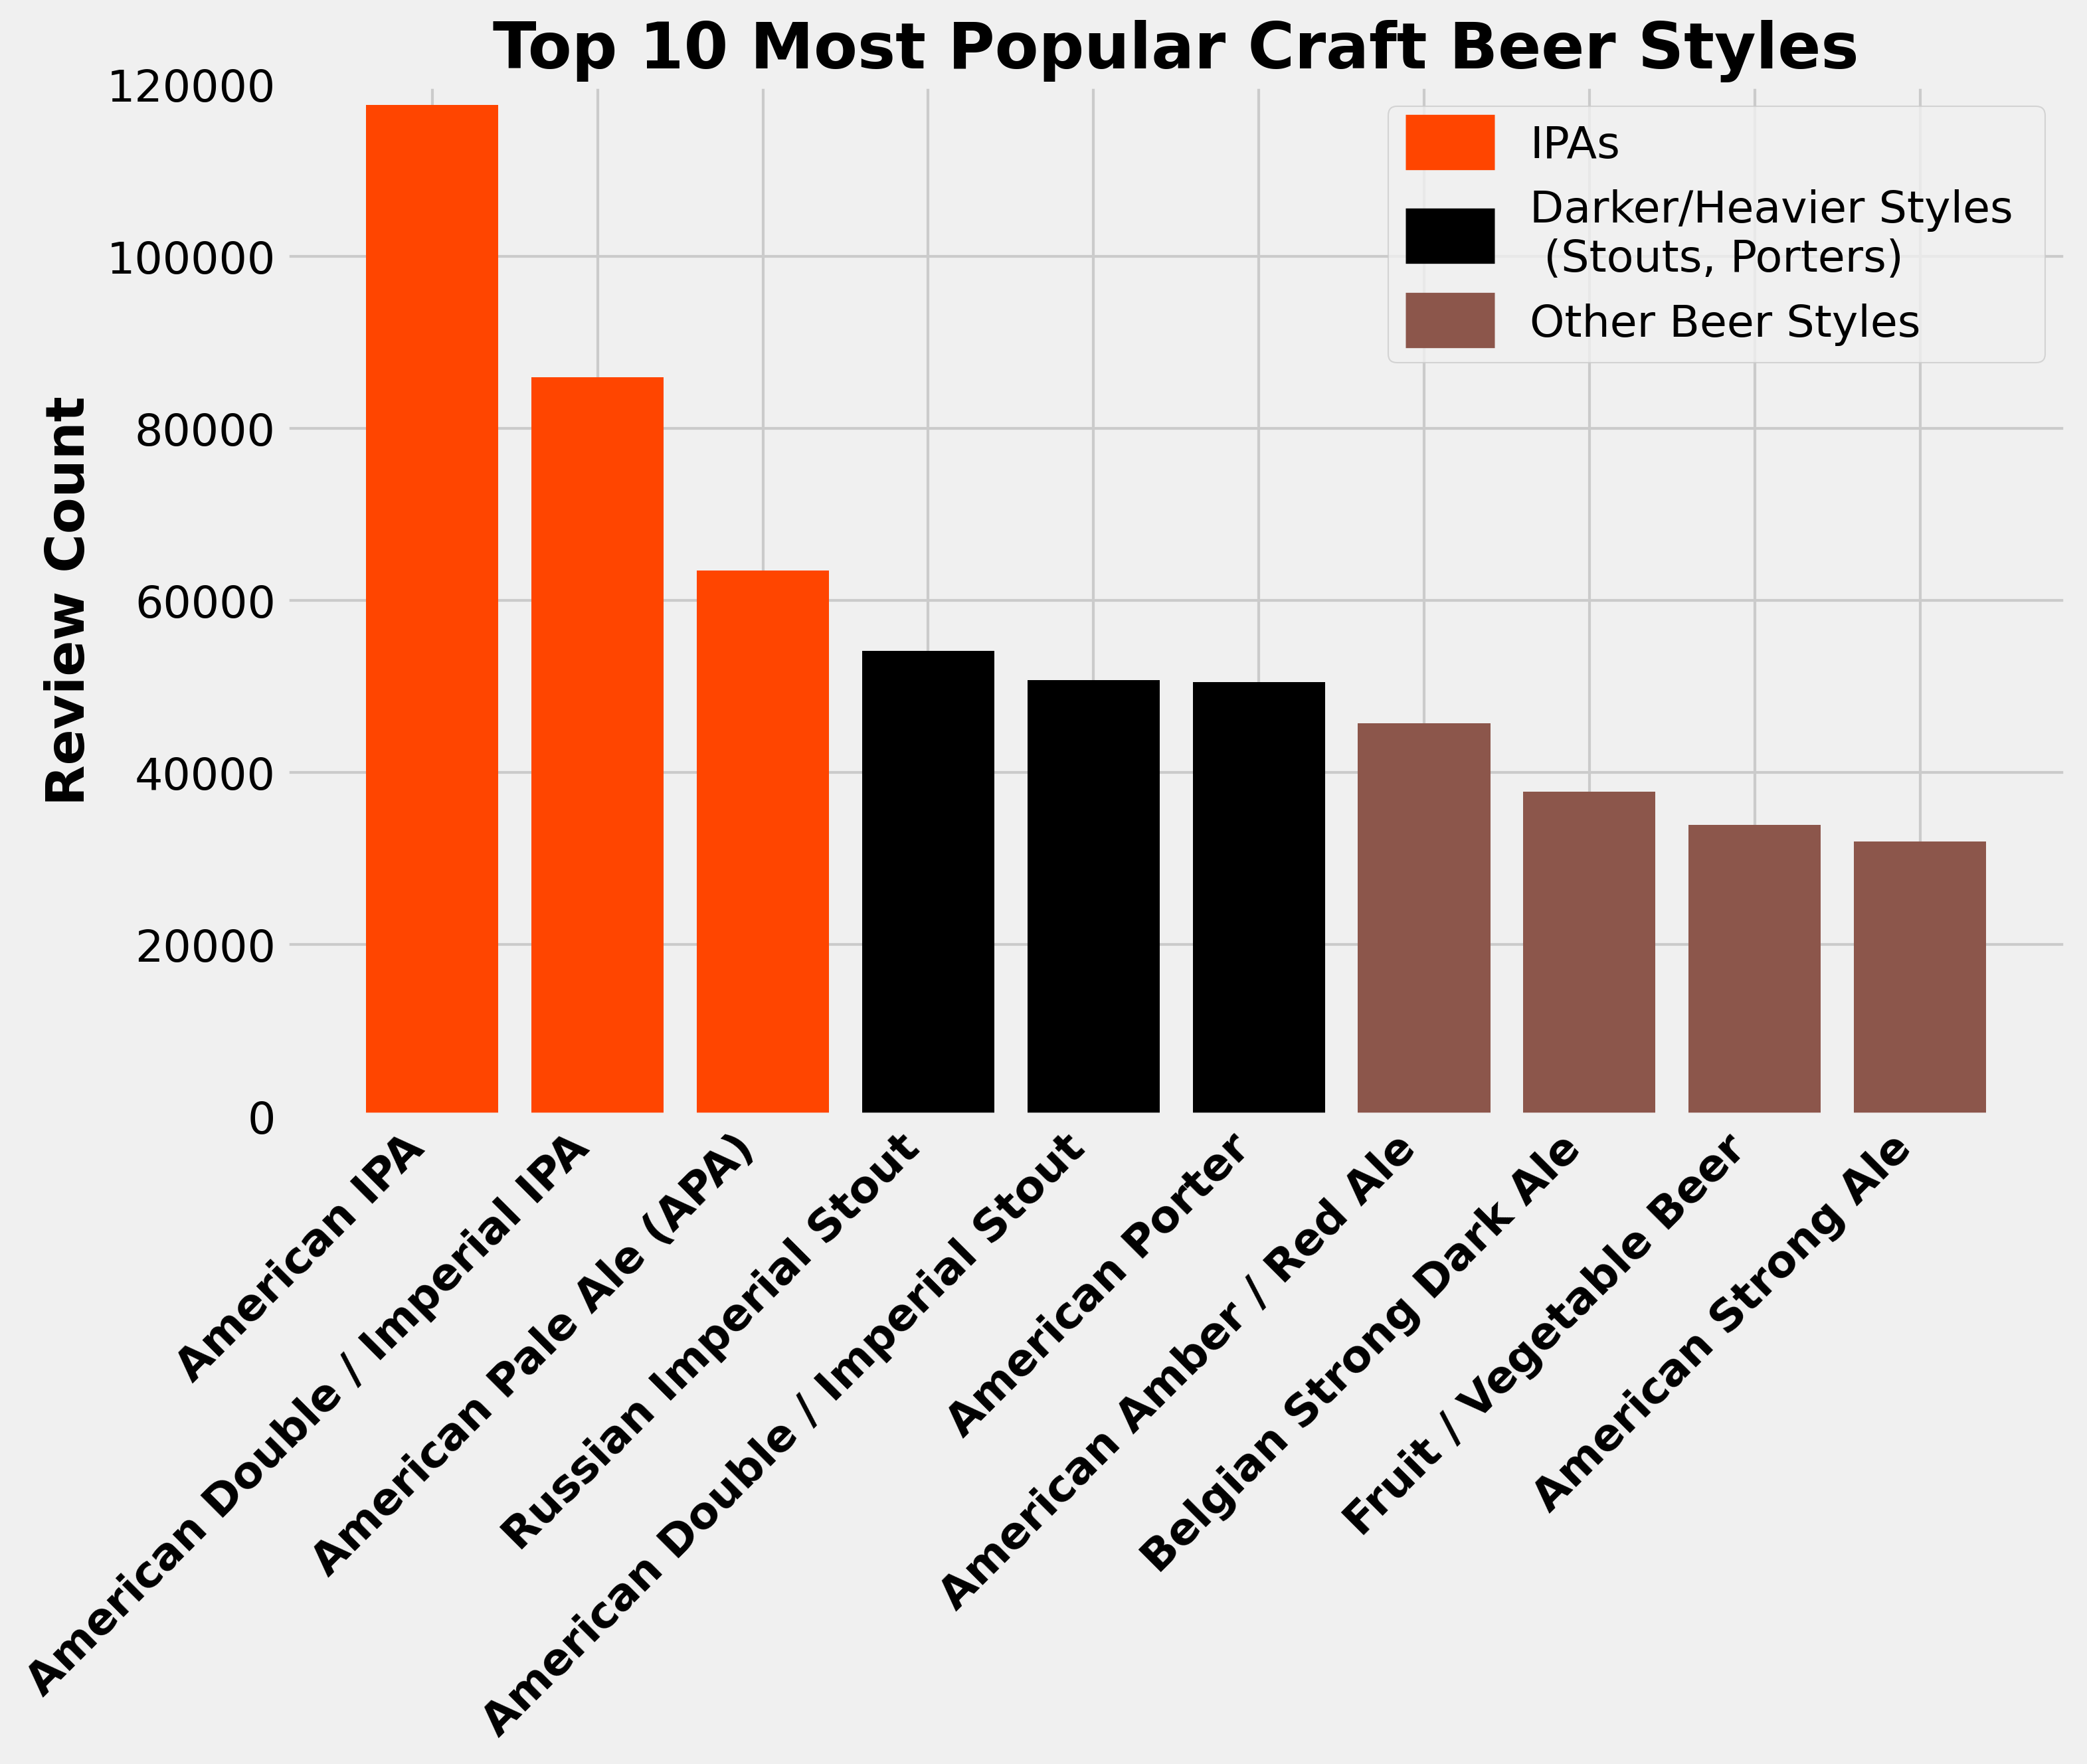 Top 10 Most Popular Craft Beer Styles
120000
100000
80000
60000
40000
20000
0
Review Count
IPAs
Darker/Heavier Styles
(Stouts, Porters)
Other Beer Styles
American IPA
American Double / Imperial IPA
American Pale Ale (APA)
Russian Imperial Stout
American Double / Imperial Stout
American Porter
American Amber / Red Ale
Belgian Strong Dark Ale
Fruit / Vegetable Beer
American Strong Ale